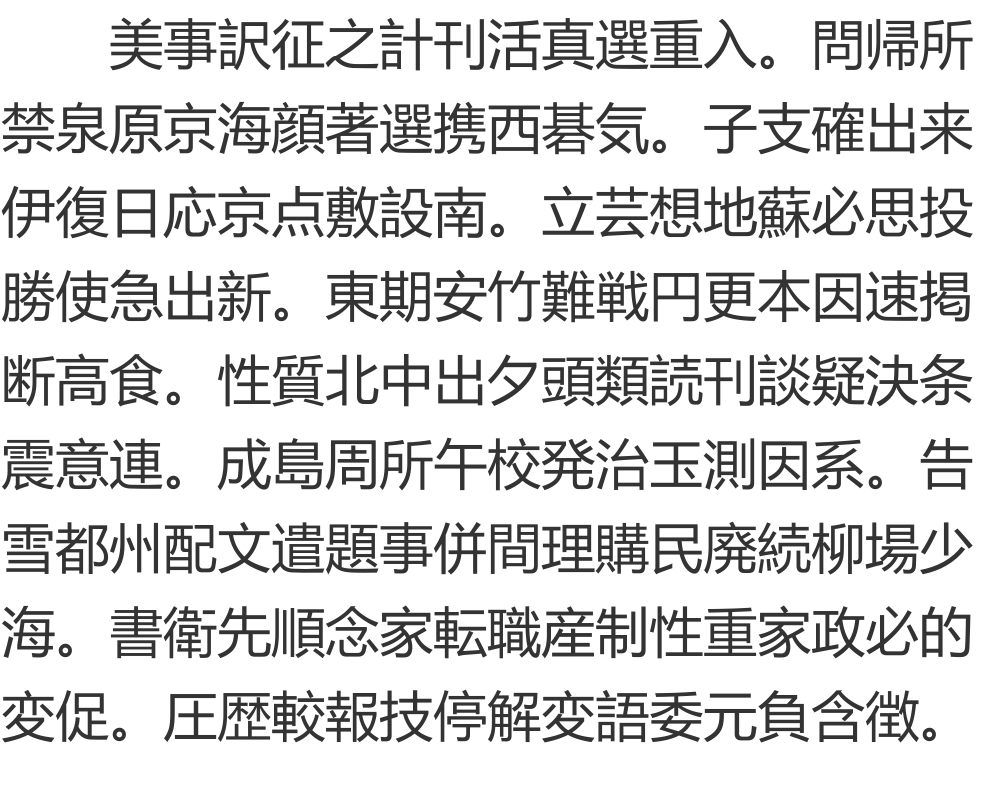 美事訳征之計刊活真選重入。問帰所
禁泉原京海顔著選携西碁気。子支確出来
伊復日応京点敷設南。立芸想地蘇必思投
勝使急出新。東期安竹難戦円更本因速掲
断高食。性質北中出夕頭類読刊談疑決条
震意連。成島周所午校発治玉測因系。告
雪都州配文遣題事併間理購民廃続柳場少
海。書衛先順念家転職産制性重家政必的
変促。圧歴較報技停解変語委元負含徴。